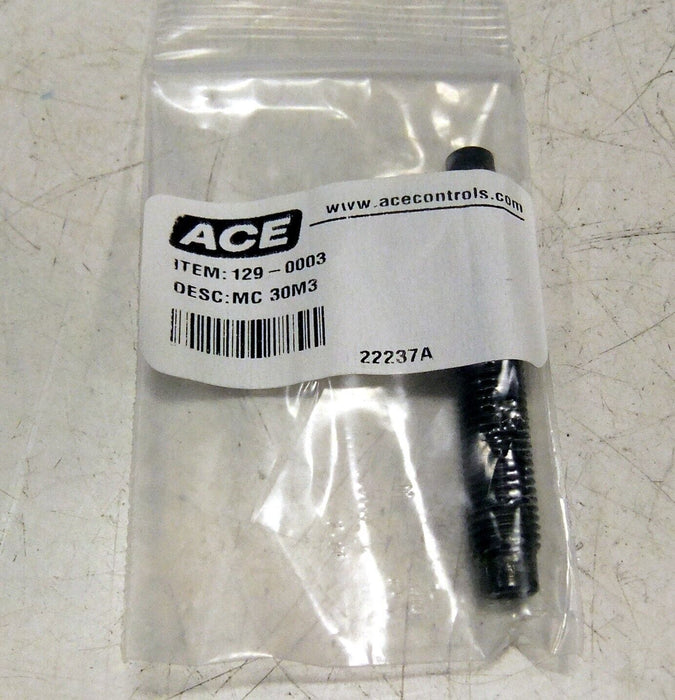 www.acecontrols.com
ACE
ITEM: 129-0003
DESC: MC 30M3
22237A